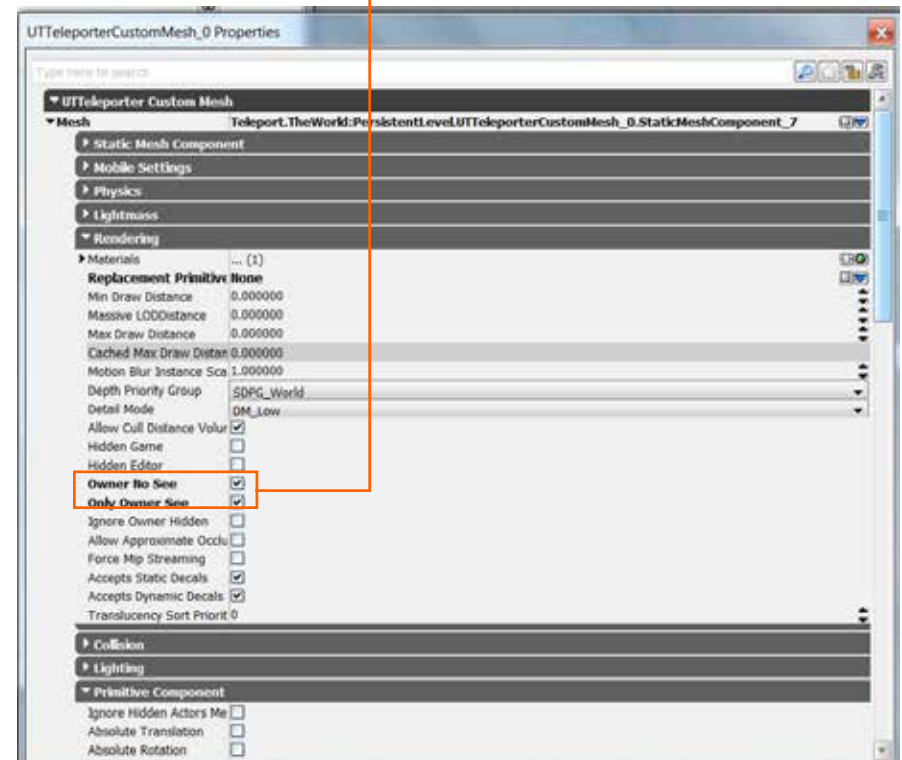 UTTeleporterCustomMesh_0 Properties
Type here to search
UTTeleporter Custom Mesh
Mesh Teleport.TheWorld:PersistentLevel.UTTeleporterCustomMesh_0.StaticMeshComponent_7
Static Mesh Component
Mobile Settings
Physics
Lightmass
Rendering
Materials ... (1)
Replacement Primitive None
Min Draw Distance 0.000000
Massive LODDistance 0.000000
Max Draw Distance 0.000000
Cached Max Draw Distan 0.000000
Motion Blur Instance Sca 1.000000
Depth Priority Group SDPG_World
Detail Mode DM_Low
Allow Cull Distance Volur
Hidden Game
Hidden Editor
Owner No See
Only Owner See
Ignore Owner Hidden
Allow Approximate Occlu
Force Mip Streaming
Accepts Static Decals
Accepts Dynamic Decals
Translucency Sort Priorit 0
Collision
Lighting
Primitive Component
Ignore Hidden Actors Me
Absolute Translation
Absolute Rotation